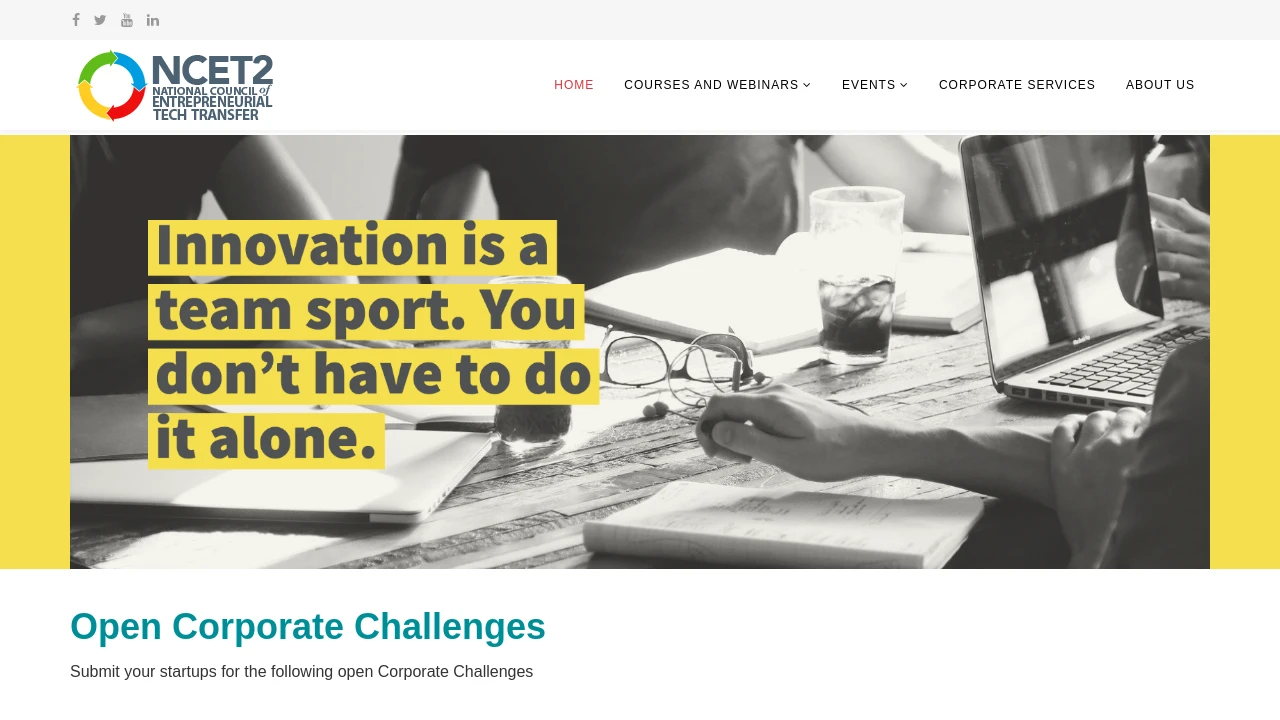 NCET2
NATIONAL COUNCIL of
ENTREPRENEURIAL
TECH TRANSFER
HOME
COURSES AND WEBINARS
EVENTS
CORPORATE SERVICES
ABOUT US
Innovation is a
team sport. You
don't have to do
it alone.
Open Corporate Challenges
Submit your startups for the following open Corporate Challenges